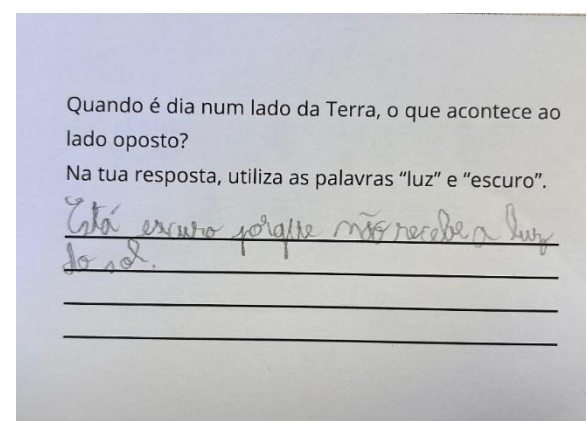 Quando é dia num lado da Terra, o que acontece ao
lado oposto?
Na tua resposta, utiliza as palavras “luz” e “escuro”.
Está escuro porque não recebe a luz
do sol.